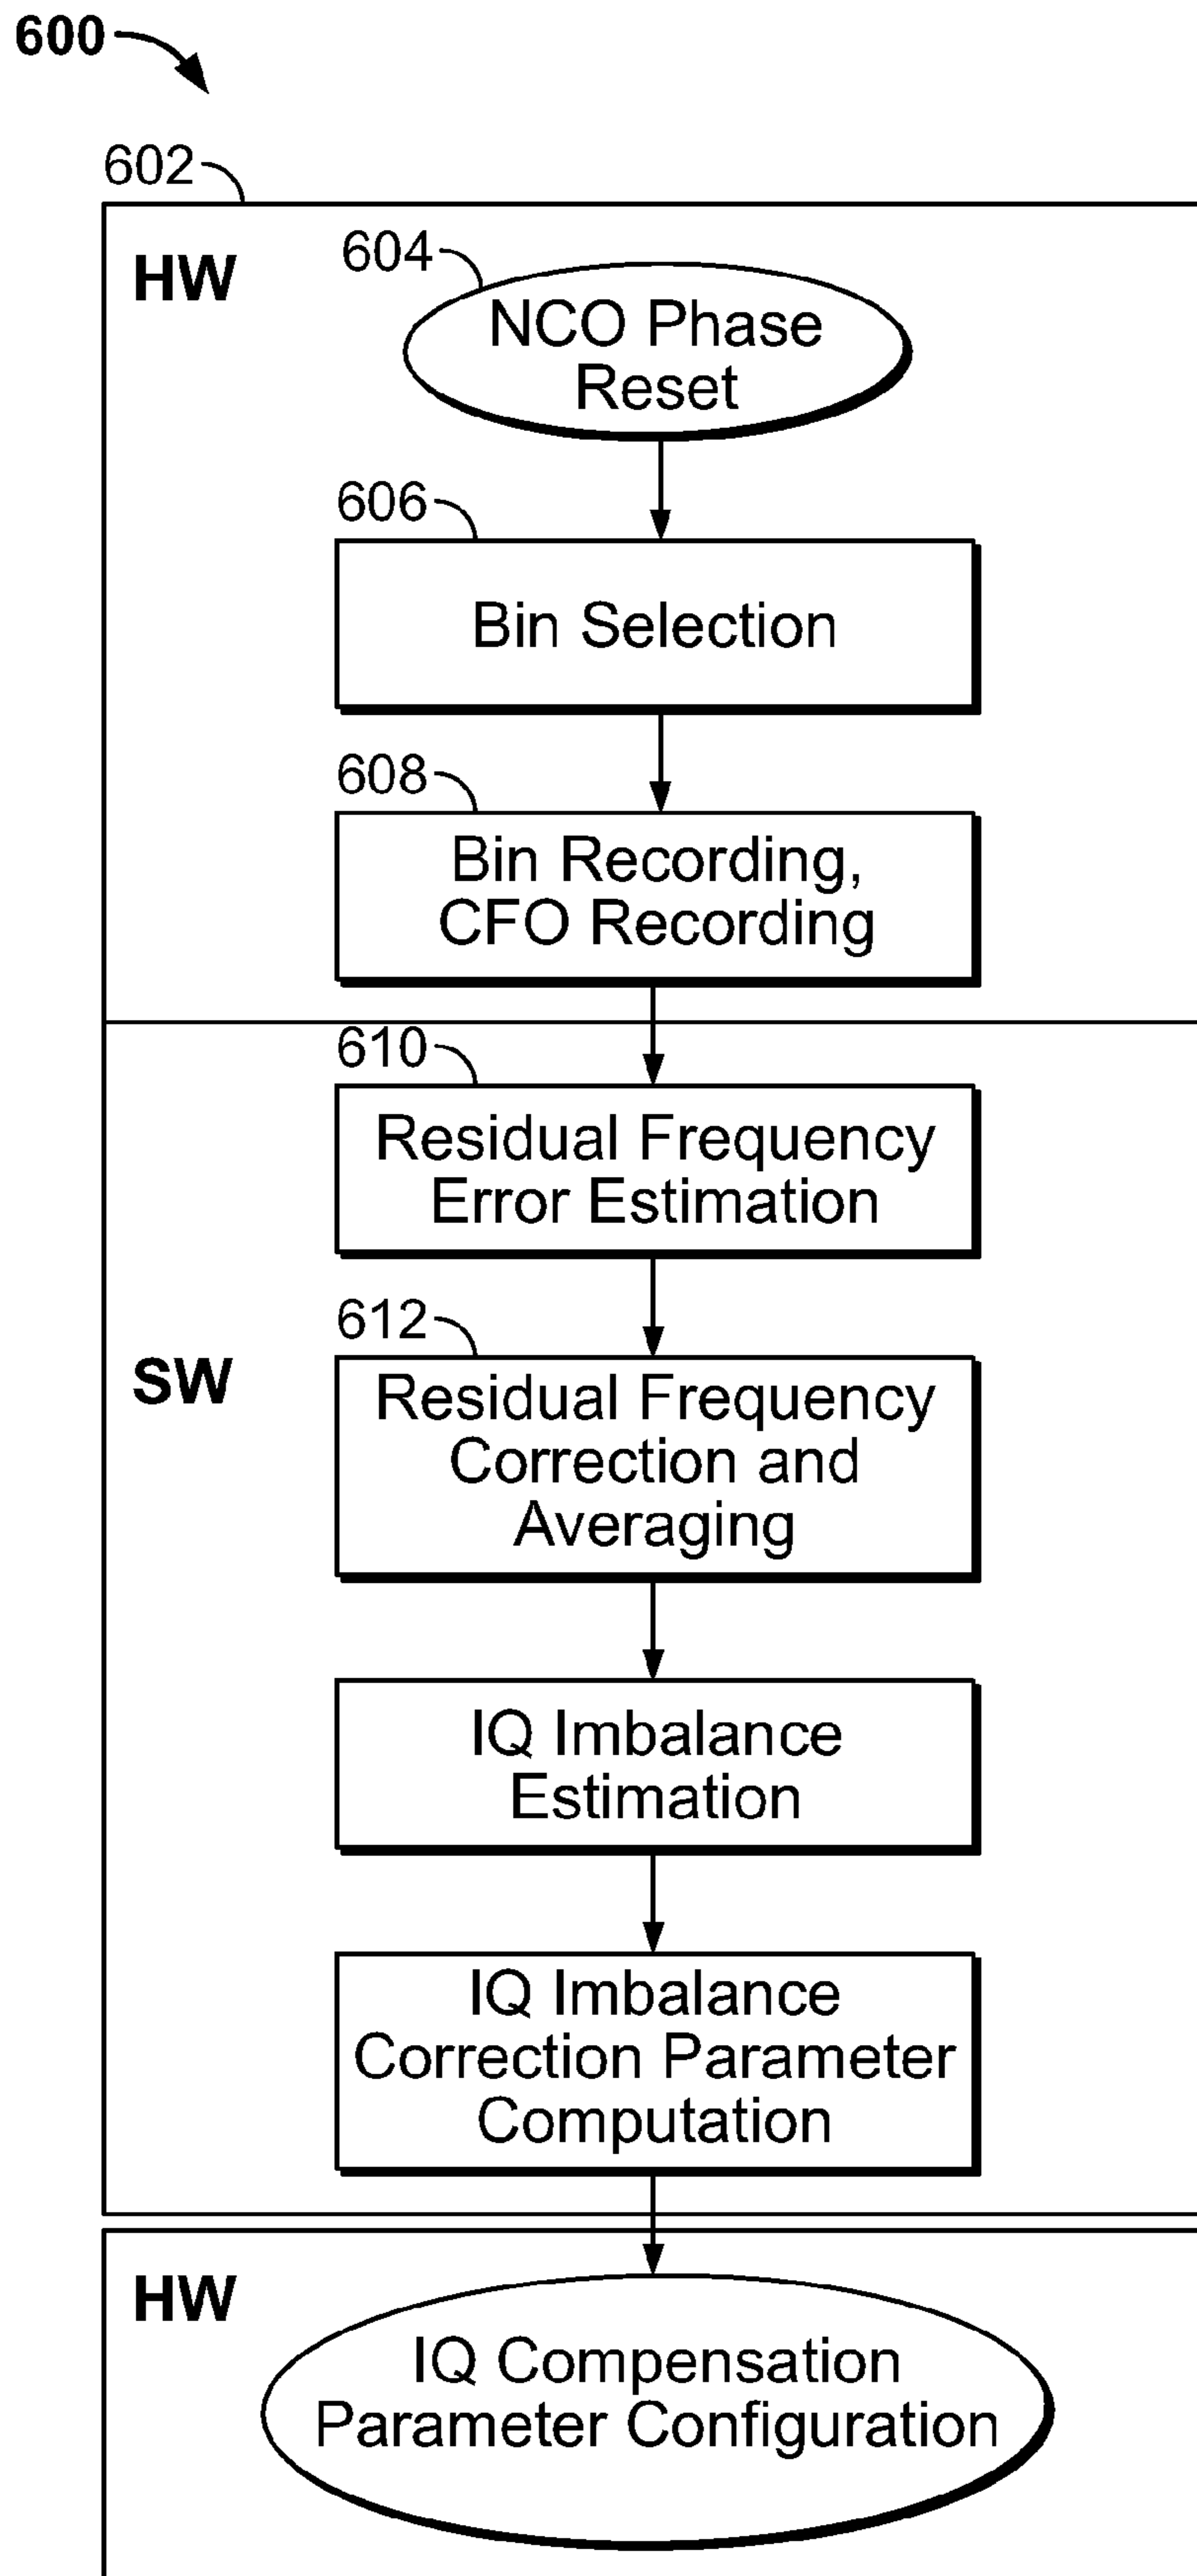 600
602
HW
604
NCO Phase
Reset
606
Bin Selection
608
Bin Recording,
CFO Recording
610
Residual Frequency
Error Estimation
612
SW
Residual Frequency
Correction and
Averaging
IQ Imbalance
Estimation
IQ Imbalance
Correction Parameter
Computation
HW
IQ Compensation
Parameter Configuration